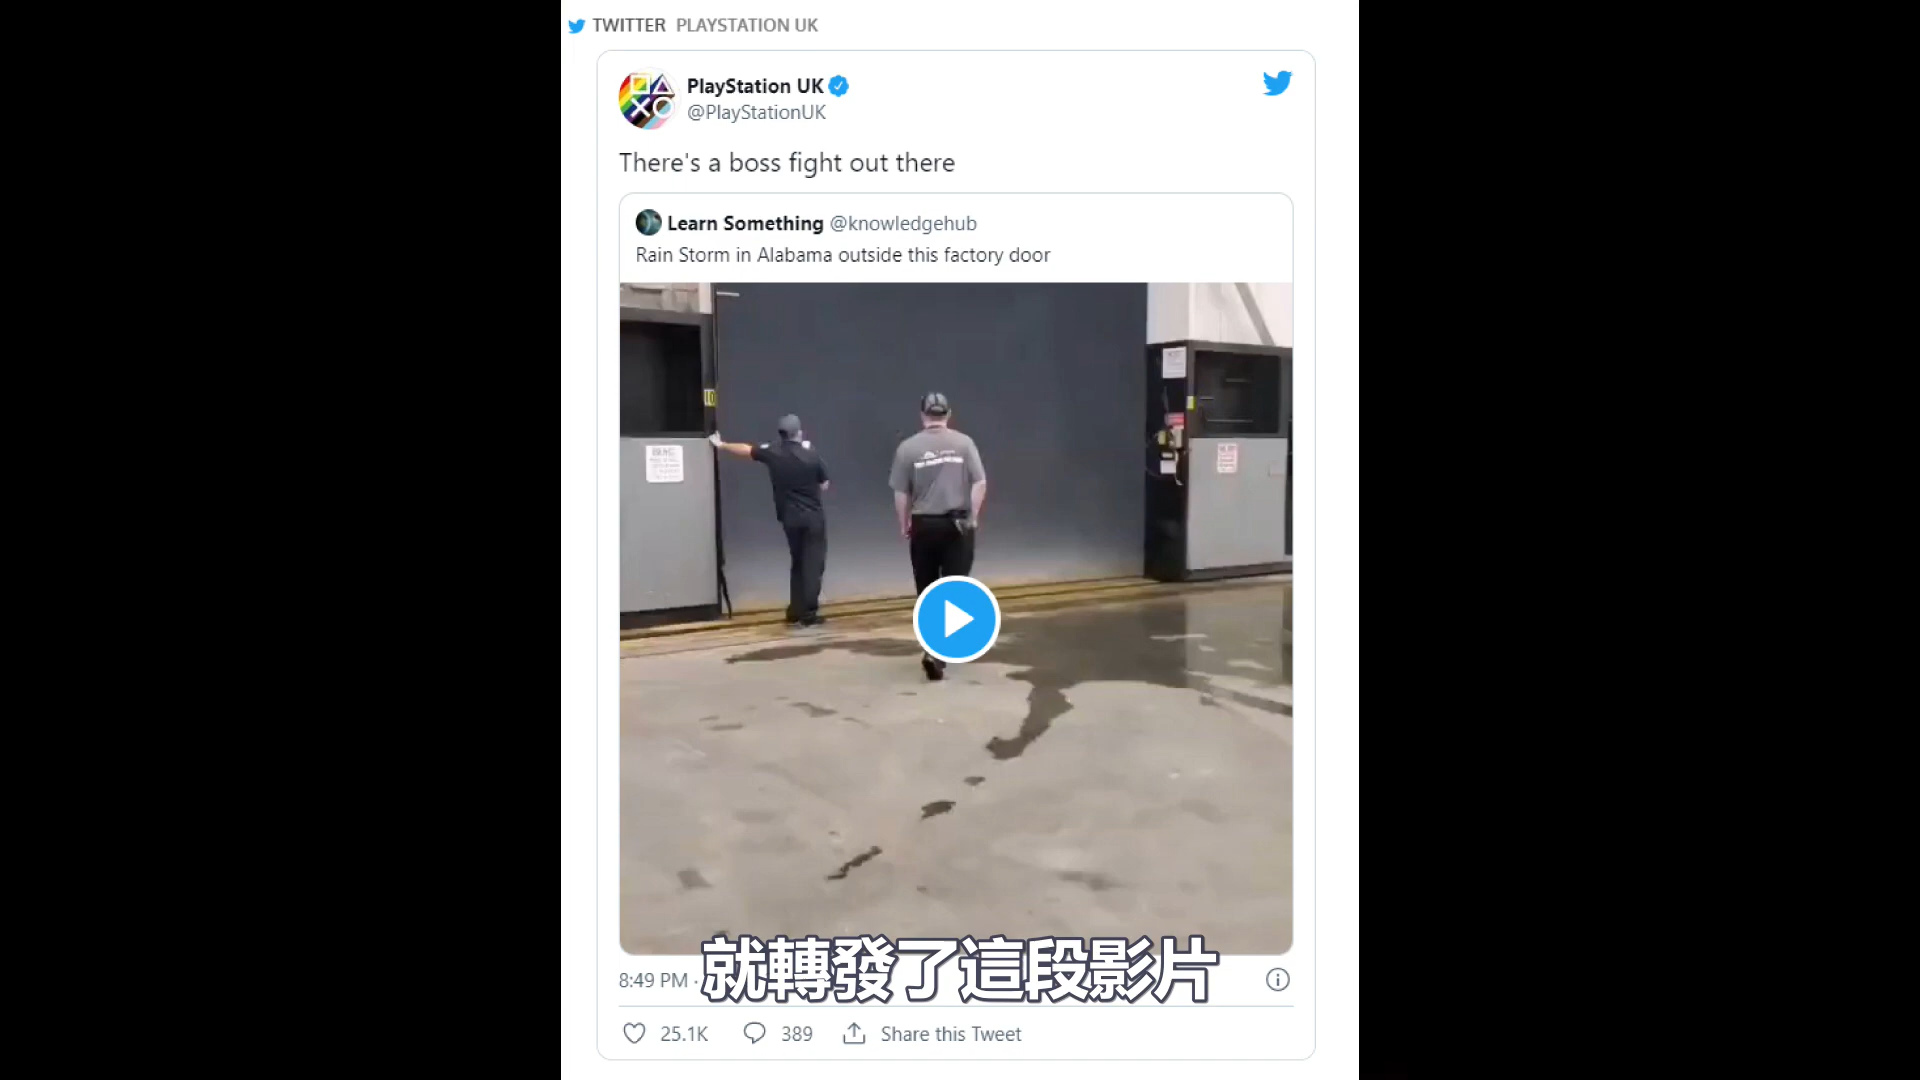 TWITTER PLAYSTATION UK
PlayStation UK
@PlayStationUK
There's a boss fight out there
Learn Something @knowledgehub
Rain Storm in Alabama outside this factory door
10
就轉發了這段影片
8:49 PM ·
25.1K 389 Share this Tweet